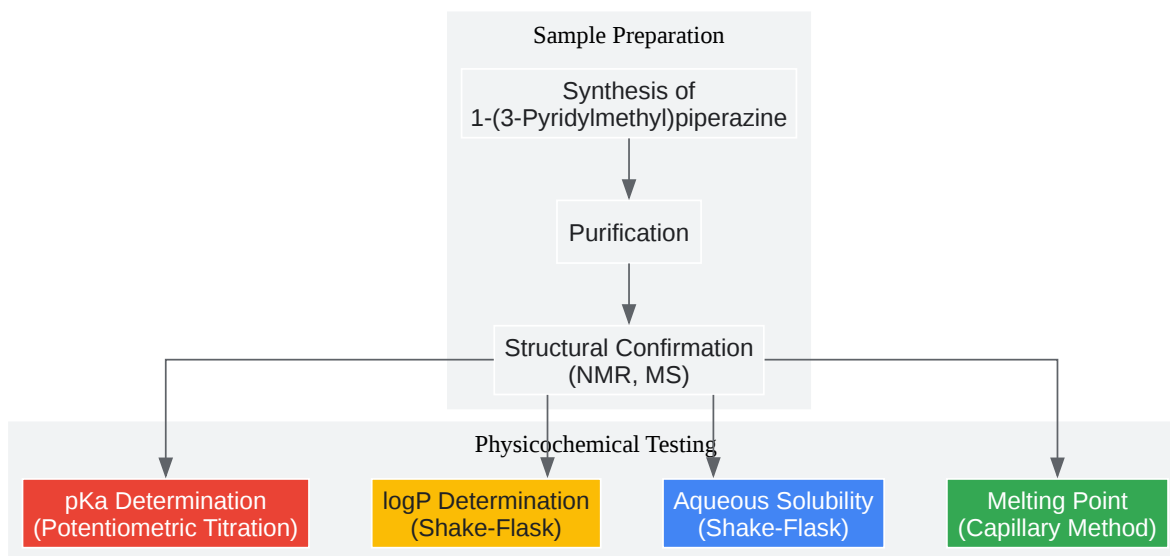 Sample Preparation
Synthesis of
1-(3-Pyridylmethyl)piperazine
Purification
Structural Confirmation
(NMR, MS)
Physicochemical Testing
pKa Determination
(Potentiometric Titration)
logP Determination
(Shake-Flask)
Aqueous Solubility
(Shake-Flask)
Melting Point
(Capillary Method)